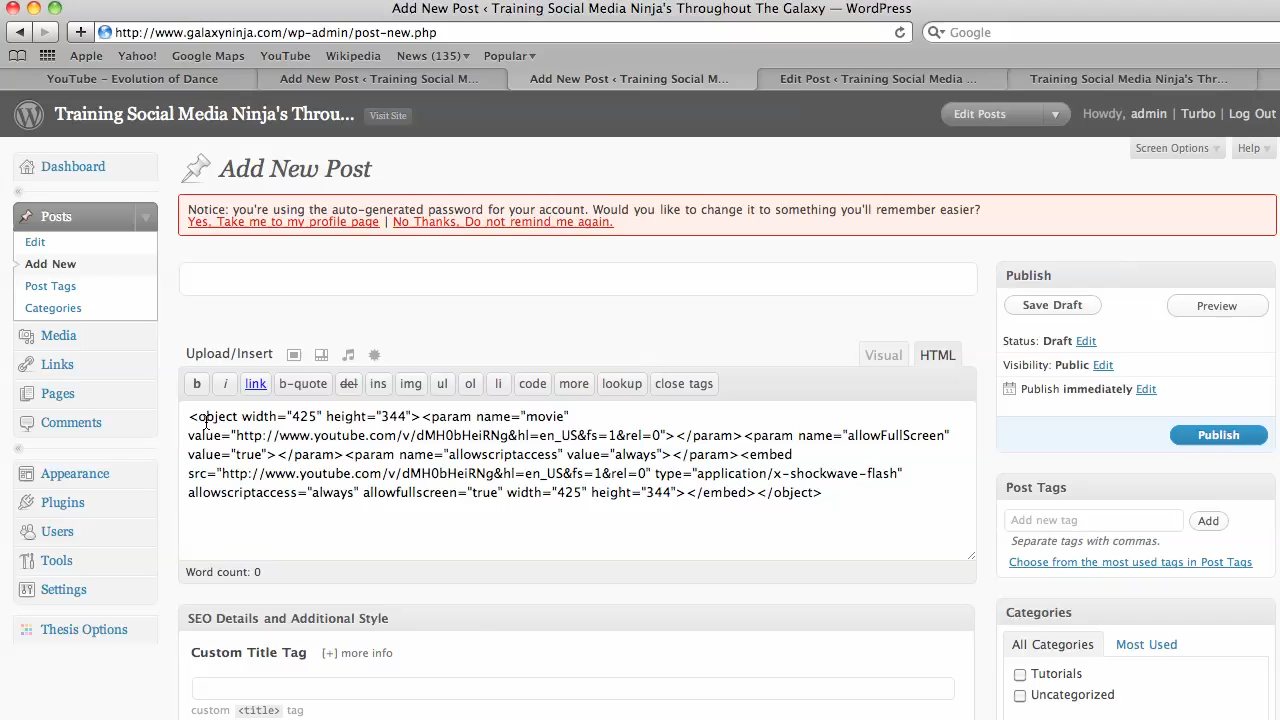 Add New Post ‹ Training Social Media Ninja's Throughout The Galaxy — WordPress
http://www.galaxyninja.com/wp-admin/post-new.php
Google
Apple Yahoo! Google Maps YouTube Wikipedia News (135) Popular
YouTube - Evolution of Dance
Add New Post ‹ Training Social M...
Add New Post ‹ Training Social M...
Edit Post ‹ Training Social Media ...
Training Social Media Ninja's Thr...
Training Social Media Ninja's Throu...
Visit Site
Edit Posts
Howdy, admin | Turbo | Log Out
Screen Options
Help
Dashboard
Posts
Edit
Add New
Post Tags
Categories
Media
Links
Pages
Comments
Appearance
Plugins
Users
Tools
Settings
Thesis Options
Add New Post
Notice: you're using the auto-generated password for your account. Would you like to change it to something you'll remember easier?
Yes, Take me to my profile page | No Thanks, Do not remind me again.
Upload/Insert
Visual
HTML
b i link b-quote del ins img ul ol li code more lookup close tags
<object width="425" height="344"><param name="movie"
value="http://www.youtube.com/v/dMH0bHeiRNg&hl=en_US&fs=1&rel=0"></param><param name="allowFullScreen"
value="true"></param><param name="allowscriptaccess" value="always"></param><embed
src="http://www.youtube.com/v/dMH0bHeiRNg&hl=en_US&fs=1&rel=0" type="application/x-shockwave-flash"
allowscriptaccess="always" allowfullscreen="true" width="425" height="344"></embed></object>
Word count: 0
SEO Details and Additional Style
Custom Title Tag [+] more info
custom <title> tag
Publish
Save Draft
Preview
Status: Draft Edit
Visibility: Public Edit
Publish immediately Edit
Publish
Post Tags
Add new tag
Add
Separate tags with commas.
Choose from the most used tags in Post Tags
Categories
All Categories
Most Used
Tutorials
Uncategorized